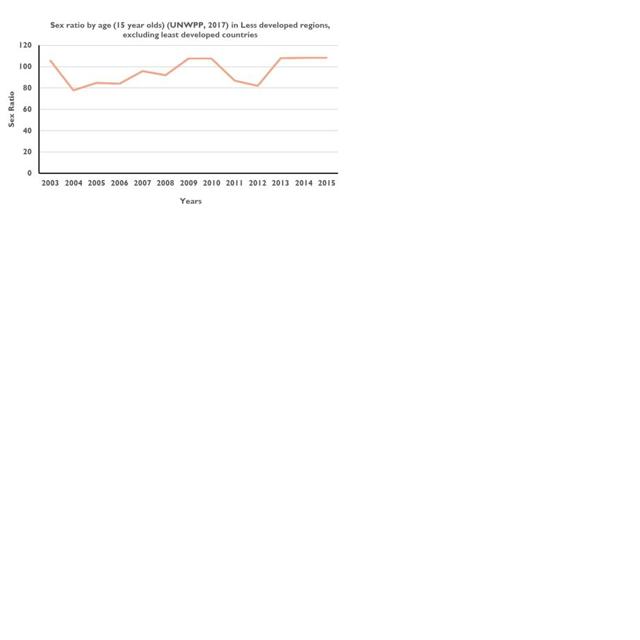 Sex ratio by age (15 year olds) (UNWPP, 2017) in Less developed regions,
excluding least developed countries
120
100
80
60
40
20
0
Sex Ratio
2003 2004 2005 2006 2007 2008 2009 2010 2011 2012 2013 2014 2015
Years